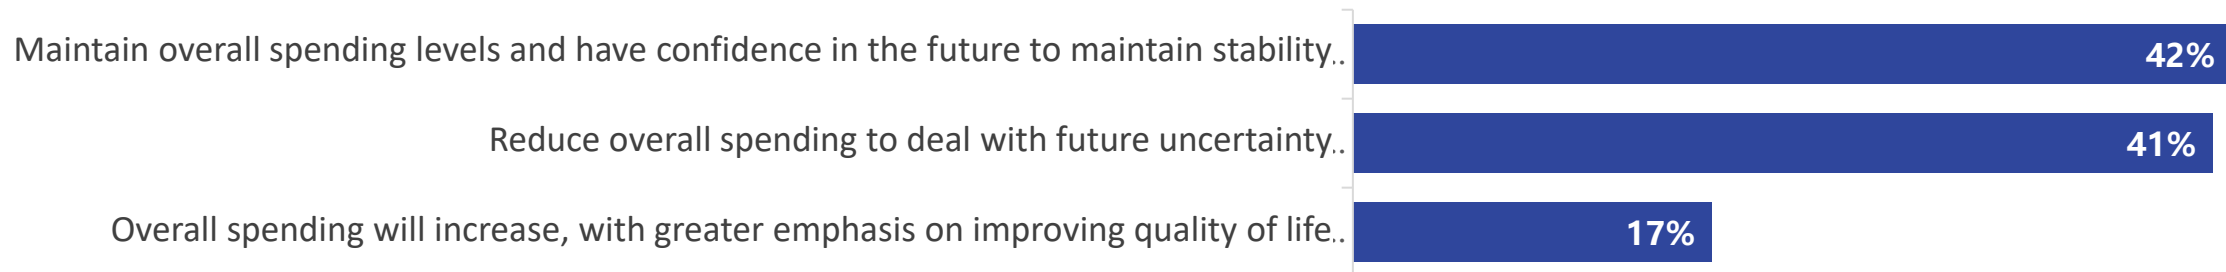 Maintain overall spending levels and have confidence in the future to maintain stability.. 42%
Reduce overall spending to deal with future uncertainty.. 41%
Overall spending will increase, with greater emphasis on improving quality of life.. 17%